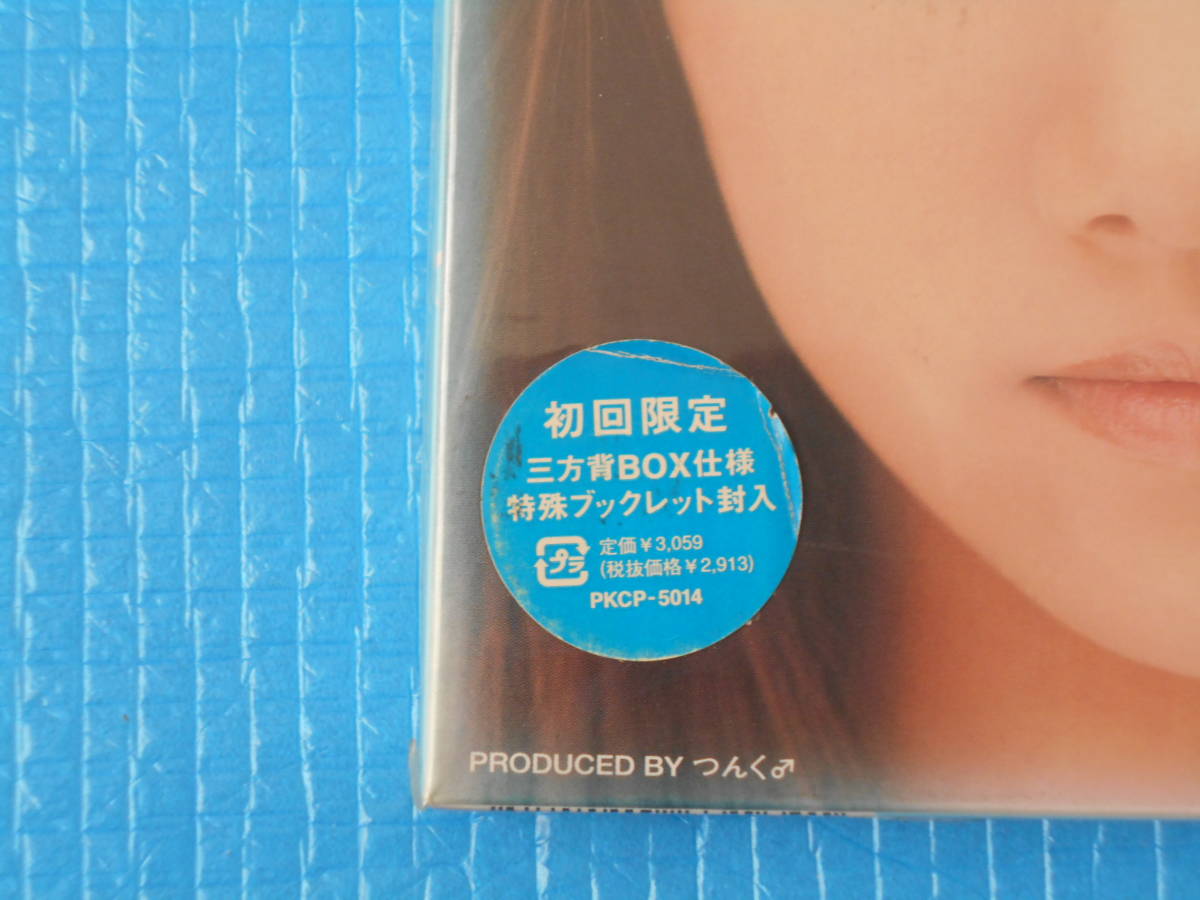 初回限定
三方背BOX仕様
特殊ブックレット封入
プラ
定価￥3,059
(税抜価格￥2,913)
PKCP-5014
PRODUCED BY つんく♂